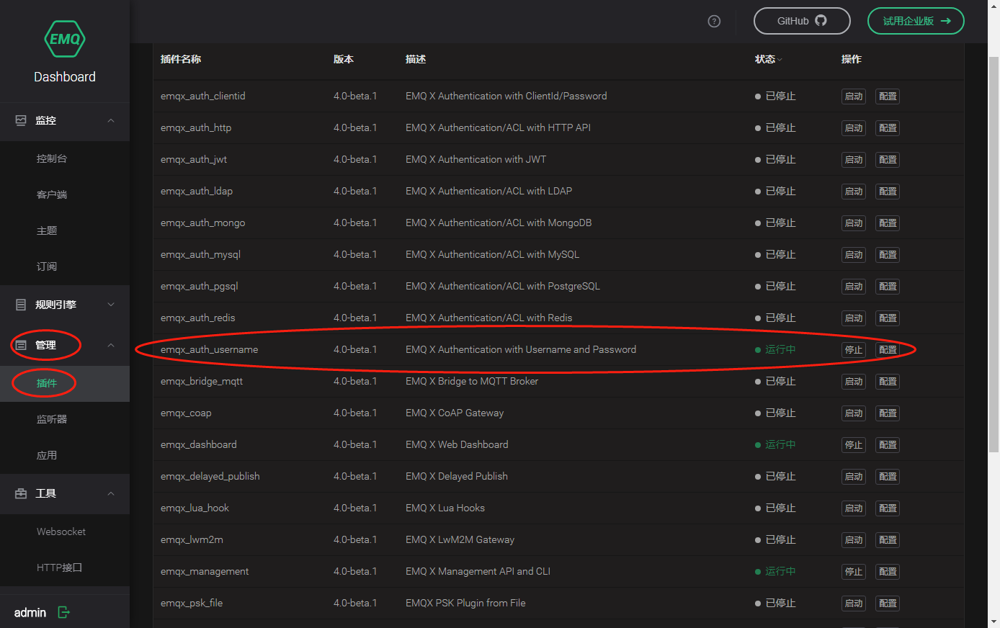 EMQ
Dashboard
监控
控制台
客户端
主题
订阅
规则引擎
管理
插件
监听器
应用
工具
Websocket
HTTP接口
admin
? GitHub 试用企业版 →
插件名称 版本 描述 状态 操作
emqx_auth_clientid 4.0-beta.1 EMQ X Authentication with ClientId/Password 已停止 启动 配置
emqx_auth_http 4.0-beta.1 EMQ X Authentication/ACL with HTTP API 已停止 启动 配置
emqx_auth_jwt 4.0-beta.1 EMQ X Authentication with JWT 已停止 启动 配置
emqx_auth_ldap 4.0-beta.1 EMQ X Authentication/ACL with LDAP 已停止 启动 配置
emqx_auth_mongo 4.0-beta.1 EMQ X Authentication/ACL with MongoDB 已停止 启动 配置
emqx_auth_mysql 4.0-beta.1 EMQ X Authentication/ACL with MySQL 已停止 启动 配置
emqx_auth_pgsql 4.0-beta.1 EMQ X Authentication/ACL with PostgreSQL 已停止 启动 配置
emqx_auth_redis 4.0-beta.1 EMQ X Authentication/ACL with Redis 已停止 启动 配置
emqx_auth_username 4.0-beta.1 EMQ X Authentication with Username and Password 运行中 停止 配置
emqx_bridge_mqtt 4.0-beta.1 EMQ X Bridge to MQTT Broker 已停止 启动 配置
emqx_coap 4.0-beta.1 EMQ X CoAP Gateway 已停止 启动 配置
emqx_dashboard 4.0-beta.1 EMQ X Web Dashboard 运行中 停止 配置
emqx_delayed_publish 4.0-beta.1 EMQ X Delayed Publish 已停止 启动 配置
emqx_lua_hook 4.0-beta.1 EMQ X Lua Hooks 已停止 启动 配置
emqx_lwm2m 4.0-beta.1 EMQ X LwM2M Gateway 已停止 启动 配置
emqx_management 4.0-beta.1 EMQ X Management API and CLI 运行中 停止 配置
emqx_psk_file 4.0-beta.1 EMQX PSK Plugin from File 已停止 启动 配置